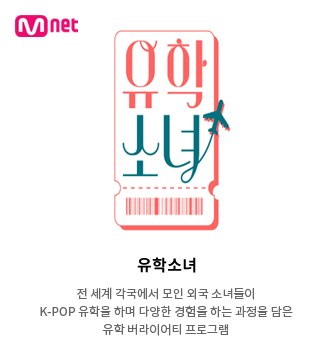 Mnet
유학
소녀
유학소녀
전 세계 각국에서 모인 외국 소녀들이
K-POP 유학을 하며 다양한 경험을 하는 과정을 담은
유학 버라이어티 프로그램